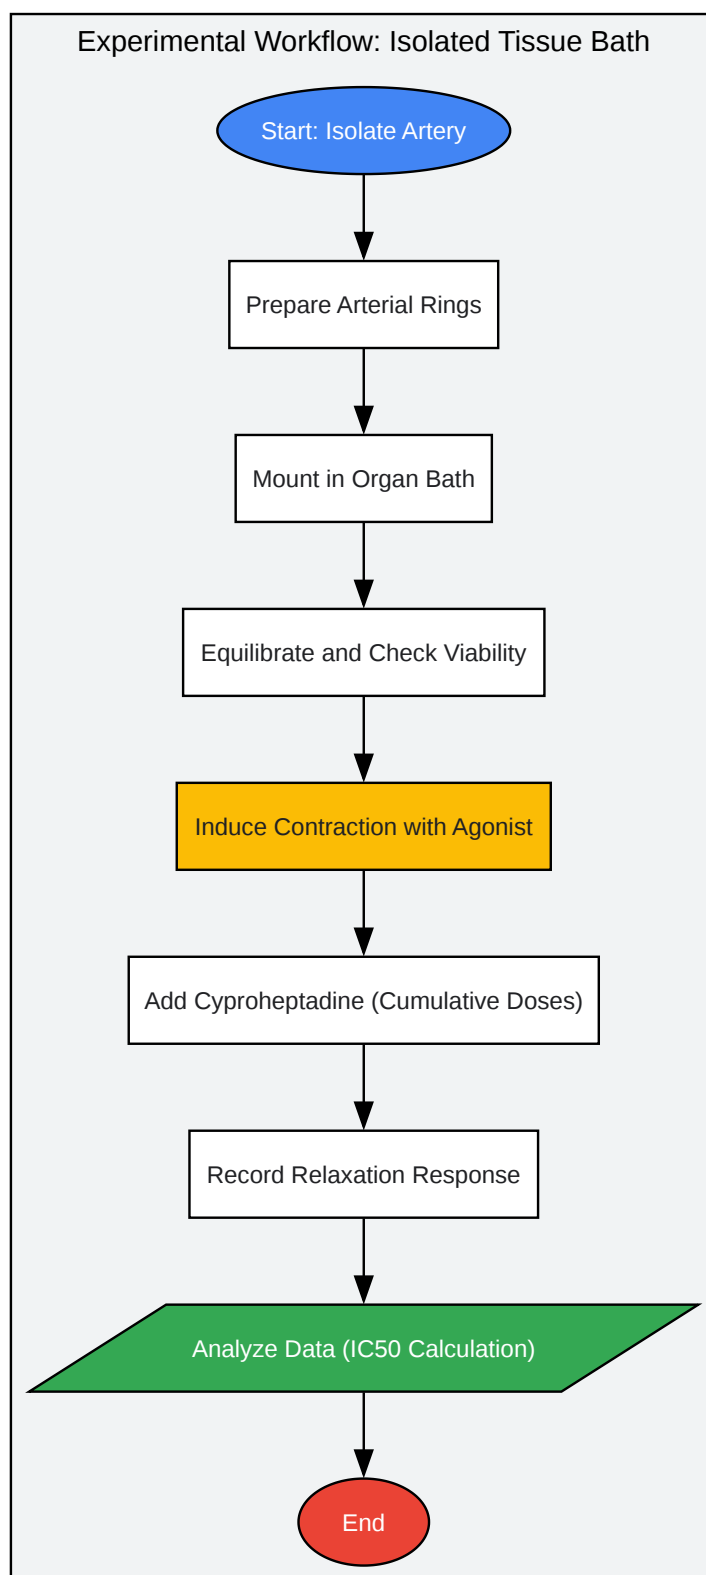 Experimental Workflow: Isolated Tissue Bath
Start: Isolate Artery
Prepare Arterial Rings
Mount in Organ Bath
Equilibrate and Check Viability
Induce Contraction with Agonist
Add Cyproheptadine (Cumulative Doses)
Record Relaxation Response
Analyze Data (IC50 Calculation)
End